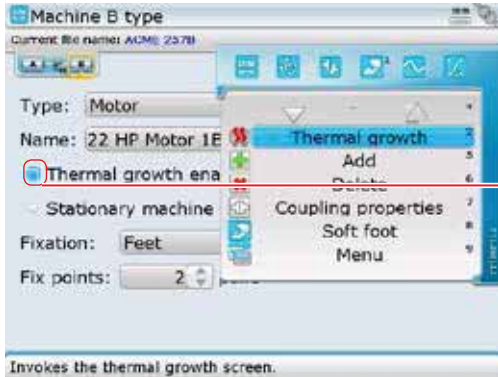 Machine B type
Current file name: ACME 2578
A
B
Type: Motor
Name: 22 HP Motor 1E
Thermal growth ena
Stationary machine
Fixation: Feet
Fix points: 2
Thermal growth
Add
Delete
Coupling properties
Soft foot
Menu
Invokes the thermal growth screen.